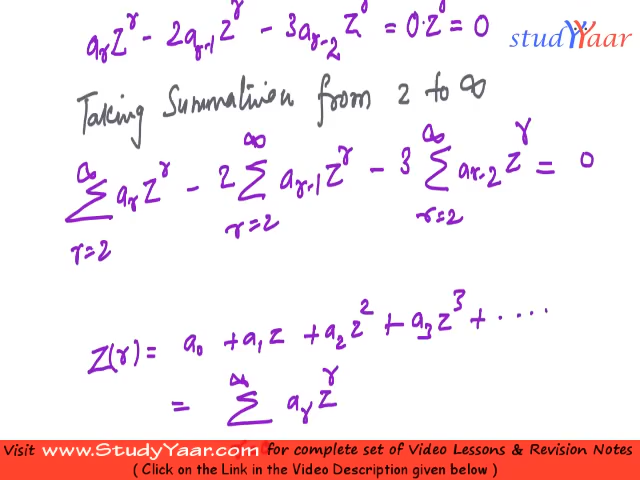 a_r z^r - 2a_{r-1} z^r - 3a_{r-2} z^r = 0·z^r = 0
studYYaar
Taking Summation from 2 to ∞
∑_{r=2}^{∞} a_r z^r - 2 ∑_{r=2}^{∞} a_{r-1} z^r - 3 ∑_{r=2}^{∞} a_{r-2} z^r = 0
Z(r) = a_0 + a_1 z + a_2 z^2 + a_3 z^3 + ....
= ∑^{∞} a_r z^r
Visit www.StudyYaar.com for complete set of Video Lessons & Revision Notes
( Click on the Link in the Video Description given below )